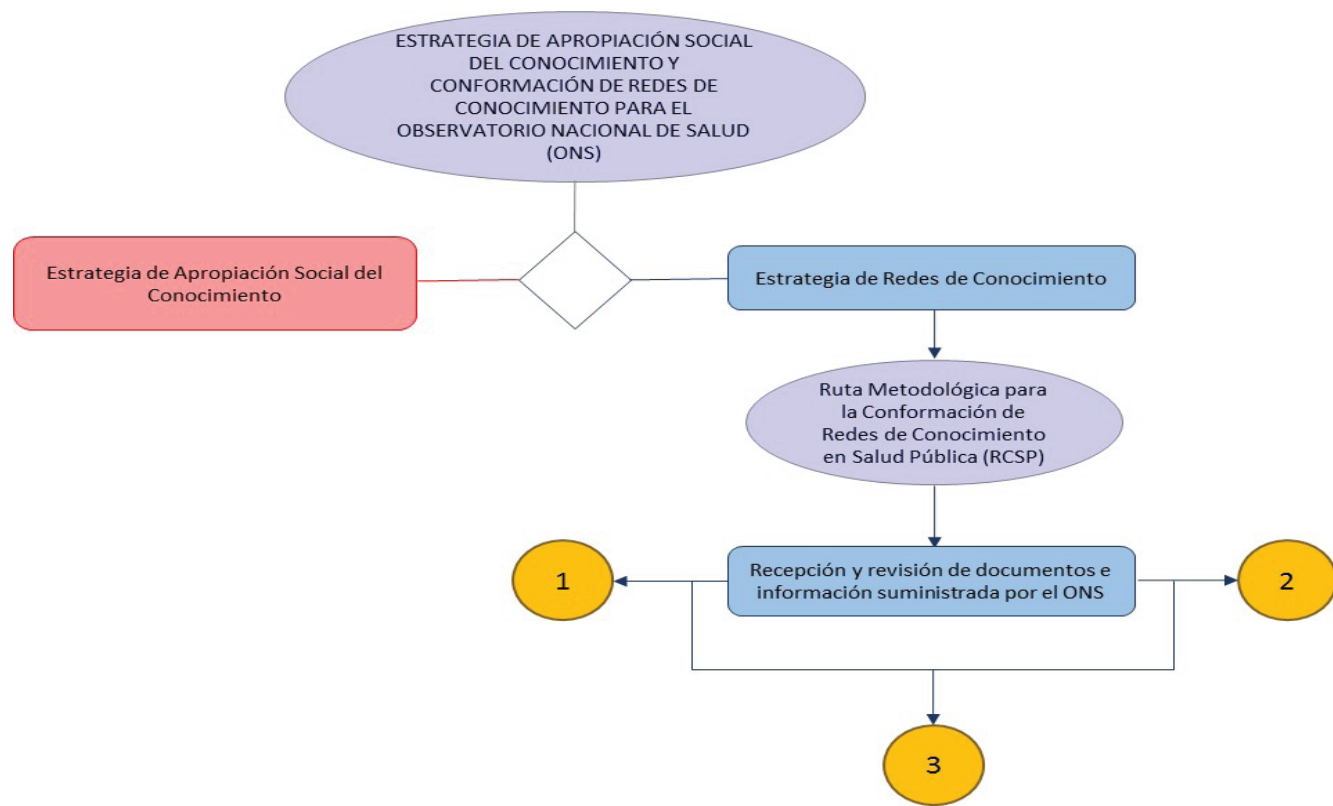 ESTRATEGIA DE APROPIACIÓN SOCIAL
DEL CONOCIMIENTO Y
CONFORMACIÓN DE REDES DE
CONOCIMIENTO PARA EL
OBSERVATORIO NACIONAL DE SALUD
(ONS)
Estrategia de Apropiación Social del
Conocimiento
Estrategia de Redes de Conocimiento
Ruta Metodológica para
la Conformación de
Redes de Conocimiento
en Salud Pública (RCSP)
1
Recepción y revisión de documentos e
información suministrada por el ONS
2
3